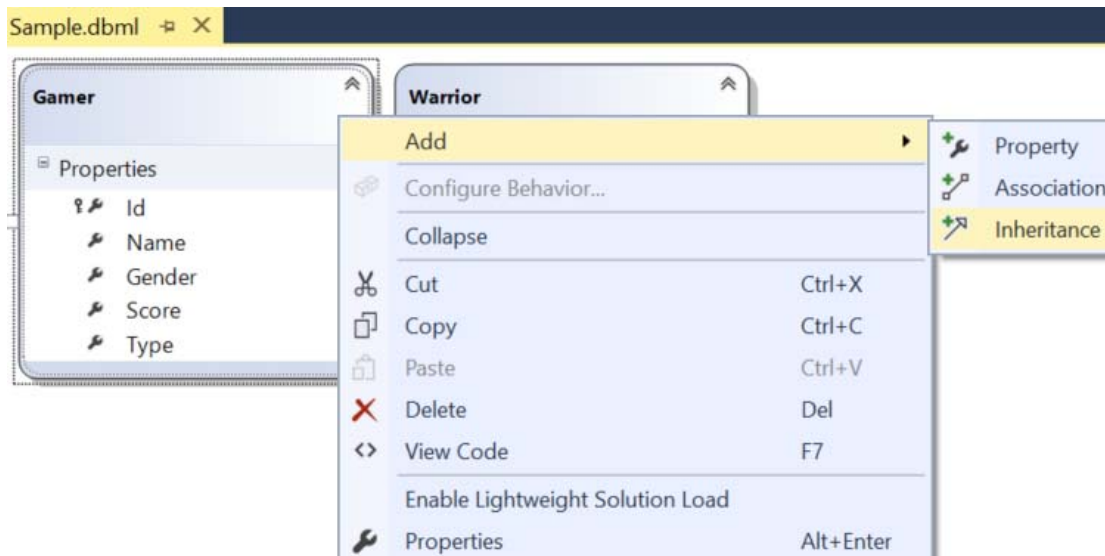 Sample.dbml
Gamer
Warrior
Properties
Id
Name
Gender
Score
Type
Add
Configure Behavior...
Collapse
Cut Ctrl+X
Copy Ctrl+C
Paste Ctrl+V
Delete Del
View Code F7
Enable Lightweight Solution Load
Properties Alt+Enter
Property
Association
Inheritance